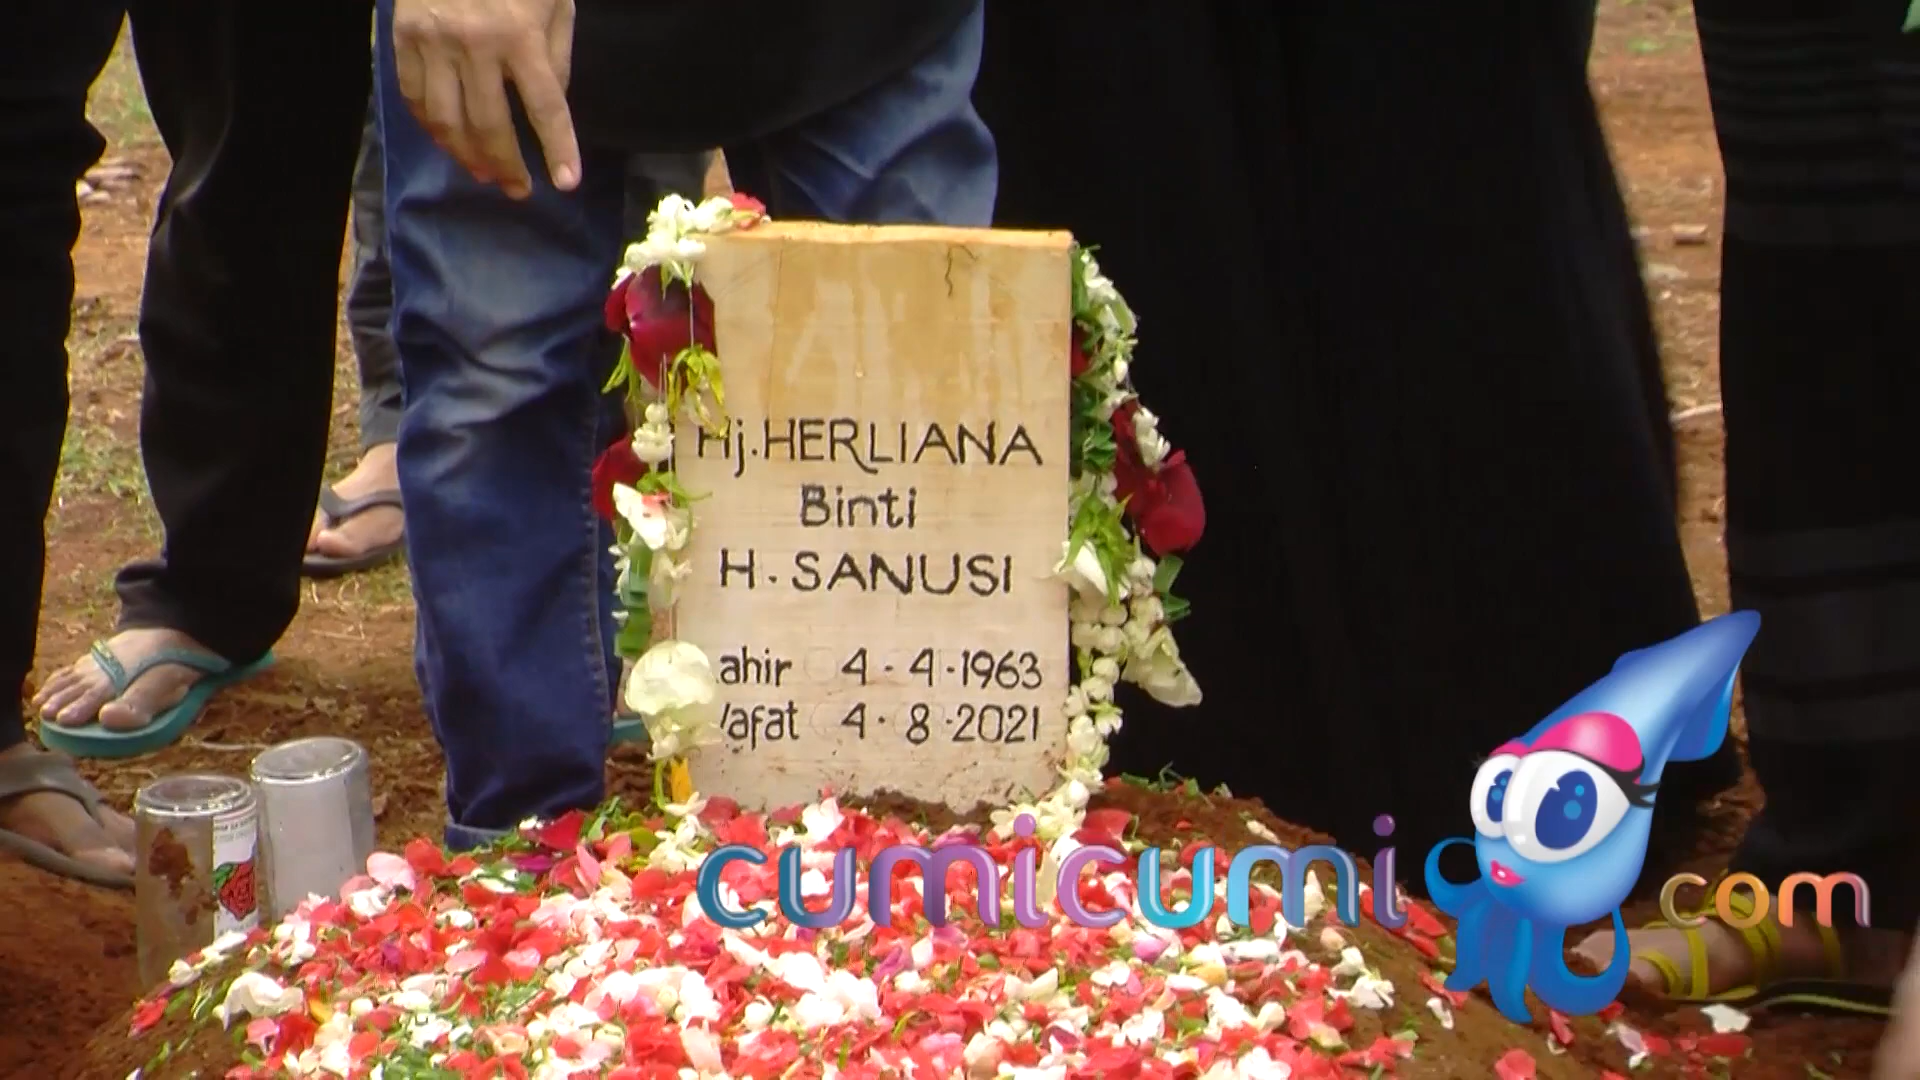 Hj. HERLIANA
Binti
H. SANUSI
ahir 4 - 4 - 1963
afat 4 - 8 - 2021
cumicumi com